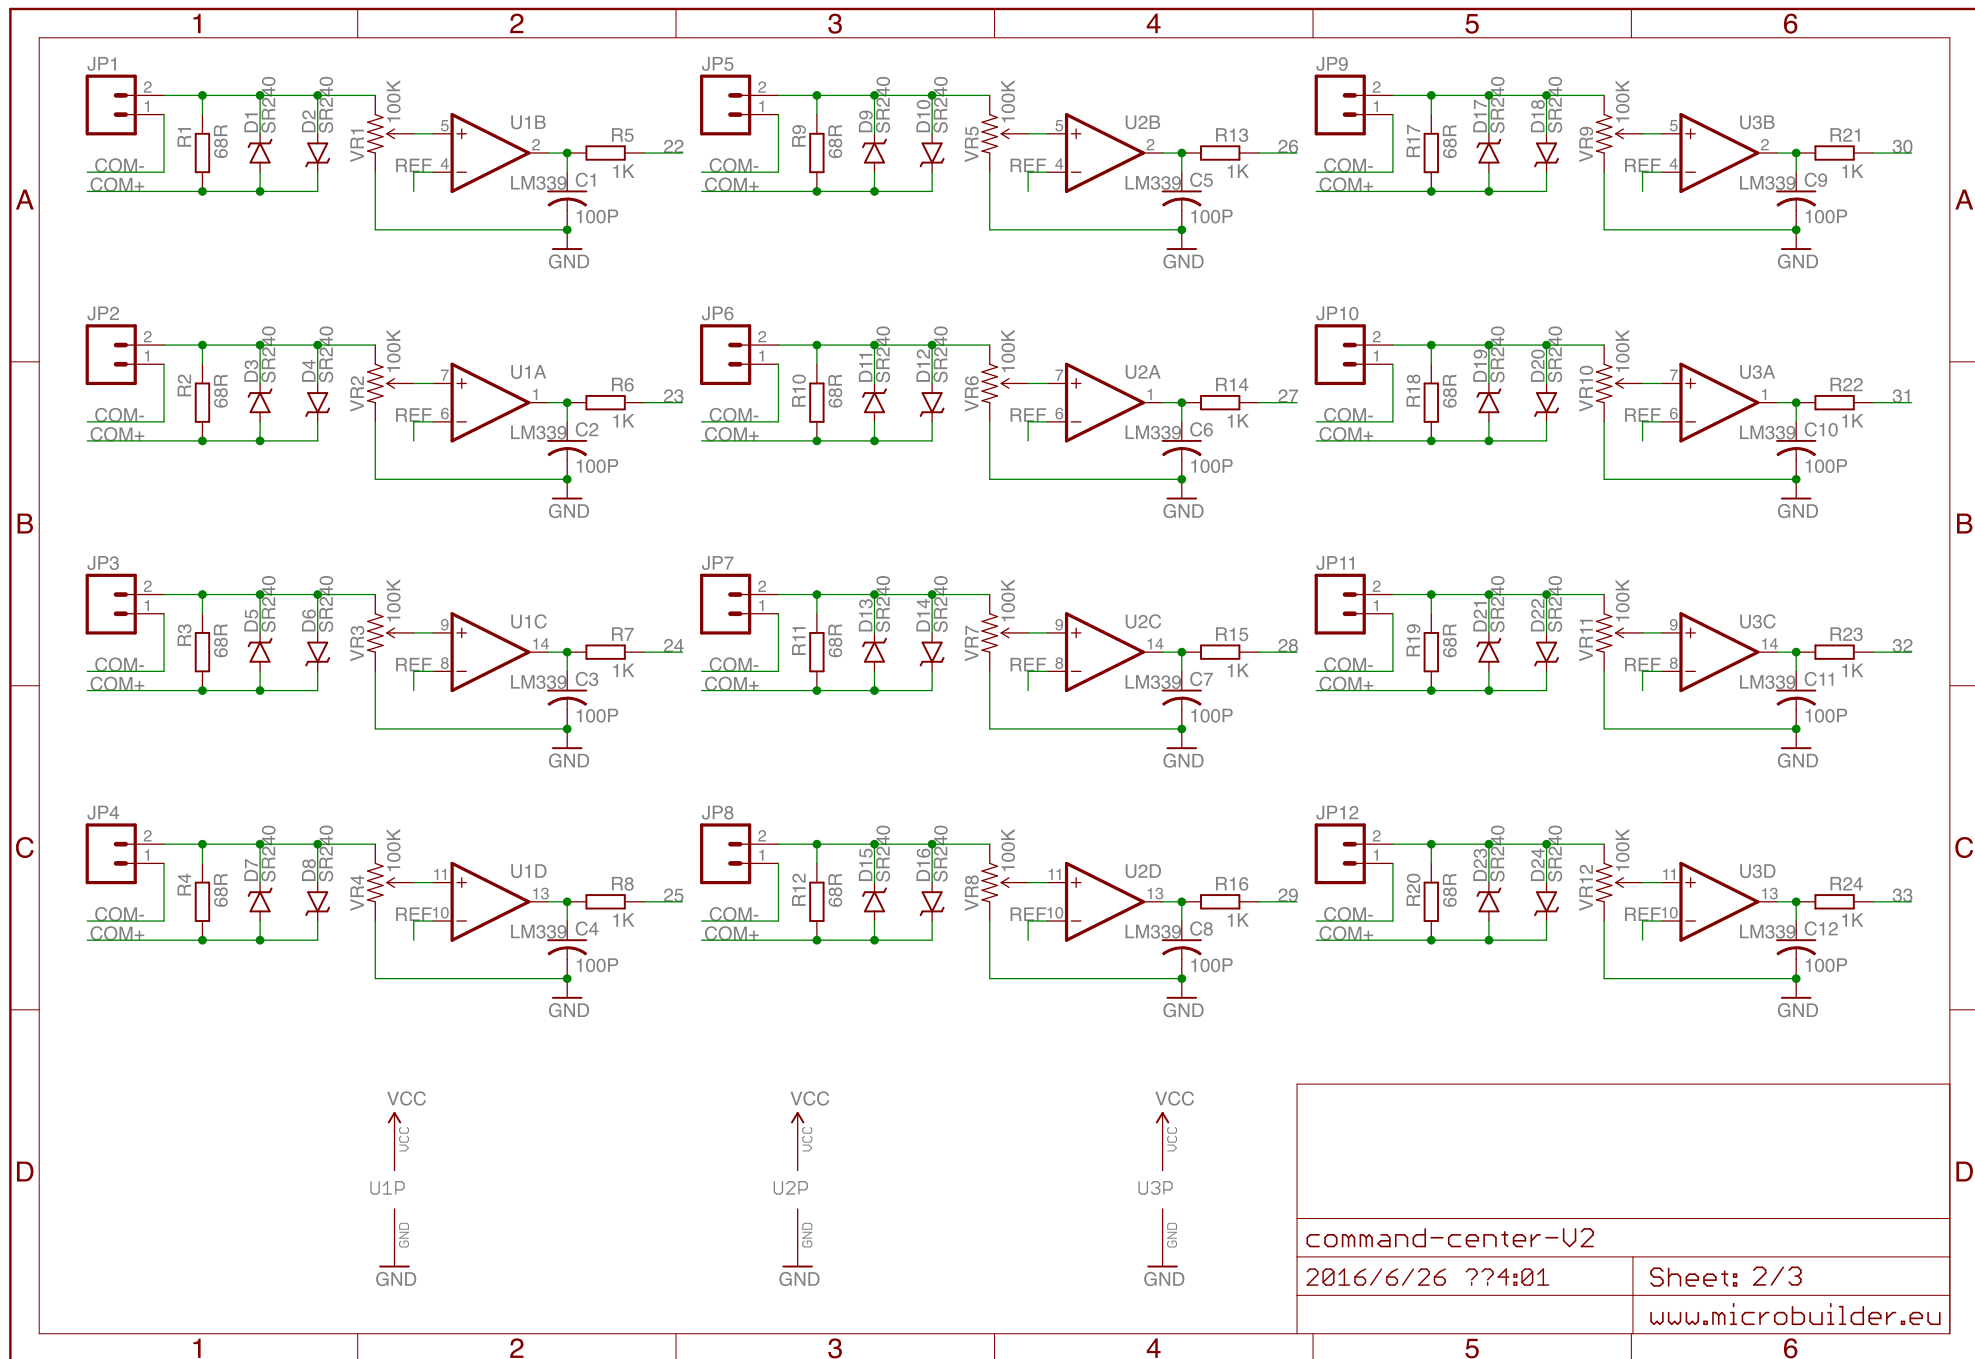 1 2 3 4 5 6
A A
JP1
2
1
COM-
COM+
R1
68R
D1
SR240
D2
SR240
VR1
100K
5
REF 4
U1B
LM339
2
C1
100P
R5
1K
22
GND
JP5
2
1
COM-
COM+
R9
68R
D9
SR240
D10
SR240
VR5
100K
5
REF 4
U2B
LM339
2
C5
100P
R13
1K
26
GND
JP9
2
1
COM-
COM+
R17
68R
D17
SR240
D18
SR240
VR9
100K
5
REF 4
U3B
LM339
2
C9
100P
R21
1K
30
GND
JP2
2
1
COM-
COM+
R2
68R
D3
SR240
D4
SR240
VR2
100K
7
REF 6
U1A
LM339
1
C2
100P
R6
1K
23
GND
JP6
2
1
COM-
COM+
R10
68R
D11
SR240
D12
SR240
VR6
100K
7
REF 6
U2A
LM339
1
C6
100P
R14
1K
27
GND
JP10
2
1
COM-
COM+
R18
68R
D19
SR240
D20
SR240
VR10
100K
7
REF 6
U3A
LM339
1
C10
100P
R22
1K
31
GND
B B
JP3
2
1
COM-
COM+
R3
68R
D5
SR240
D6
SR240
VR3
100K
9
REF 8
U1C
LM339
14
C3
100P
R7
1K
24
GND
JP7
2
1
COM-
COM+
R11
68R
D13
SR240
D14
SR240
VR7
100K
9
REF 8
U2C
LM339
14
C7
100P
R15
1K
28
GND
JP11
2
1
COM-
COM+
R19
68R
D21
SR240
D22
SR240
VR11
100K
9
REF 8
U3C
LM339
14
C11
100P
R23
1K
32
GND
C C
JP4
2
1
COM-
COM+
R4
68R
D7
SR240
D8
SR240
VR4
100K
11
REF 10
U1D
LM339
13
C4
100P
R8
1K
25
GND
JP8
2
1
COM-
COM+
R12
68R
D15
SR240
D16
SR240
VR8
100K
11
REF 10
U2D
LM339
13
C8
100P
R16
1K
29
GND
JP12
2
1
COM-
COM+
R20
68R
D23
SR240
D24
SR240
VR12
100K
11
REF 10
U3D
LM339
13
C12
100P
R24
1K
33
GND
D D
VCC
VCC
U1P
GND
GND
VCC
VCC
U2P
GND
GND
VCC
VCC
U3P
GND
GND
command-center-V2
2016/6/26 ??4:01
Sheet: 2/3
www.microbuilder.eu
1 2 3 4 5 6